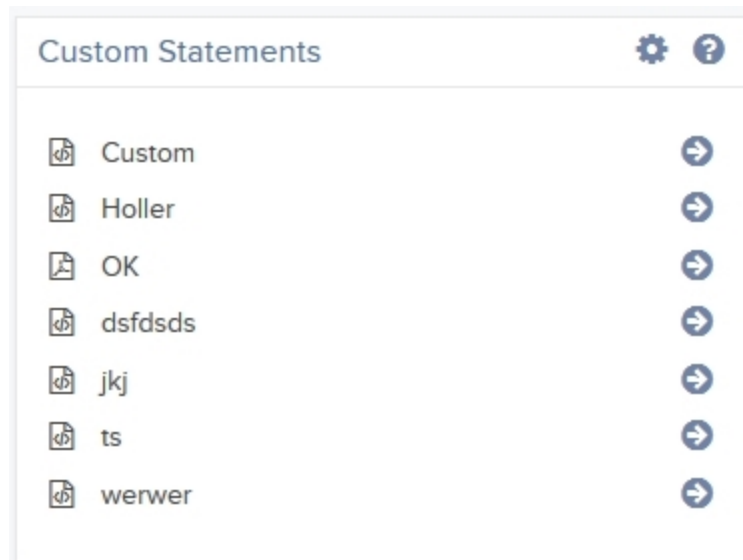 Custom Statements
Custom
Holler
OK
dsfdsds
jkj
ts
werwer